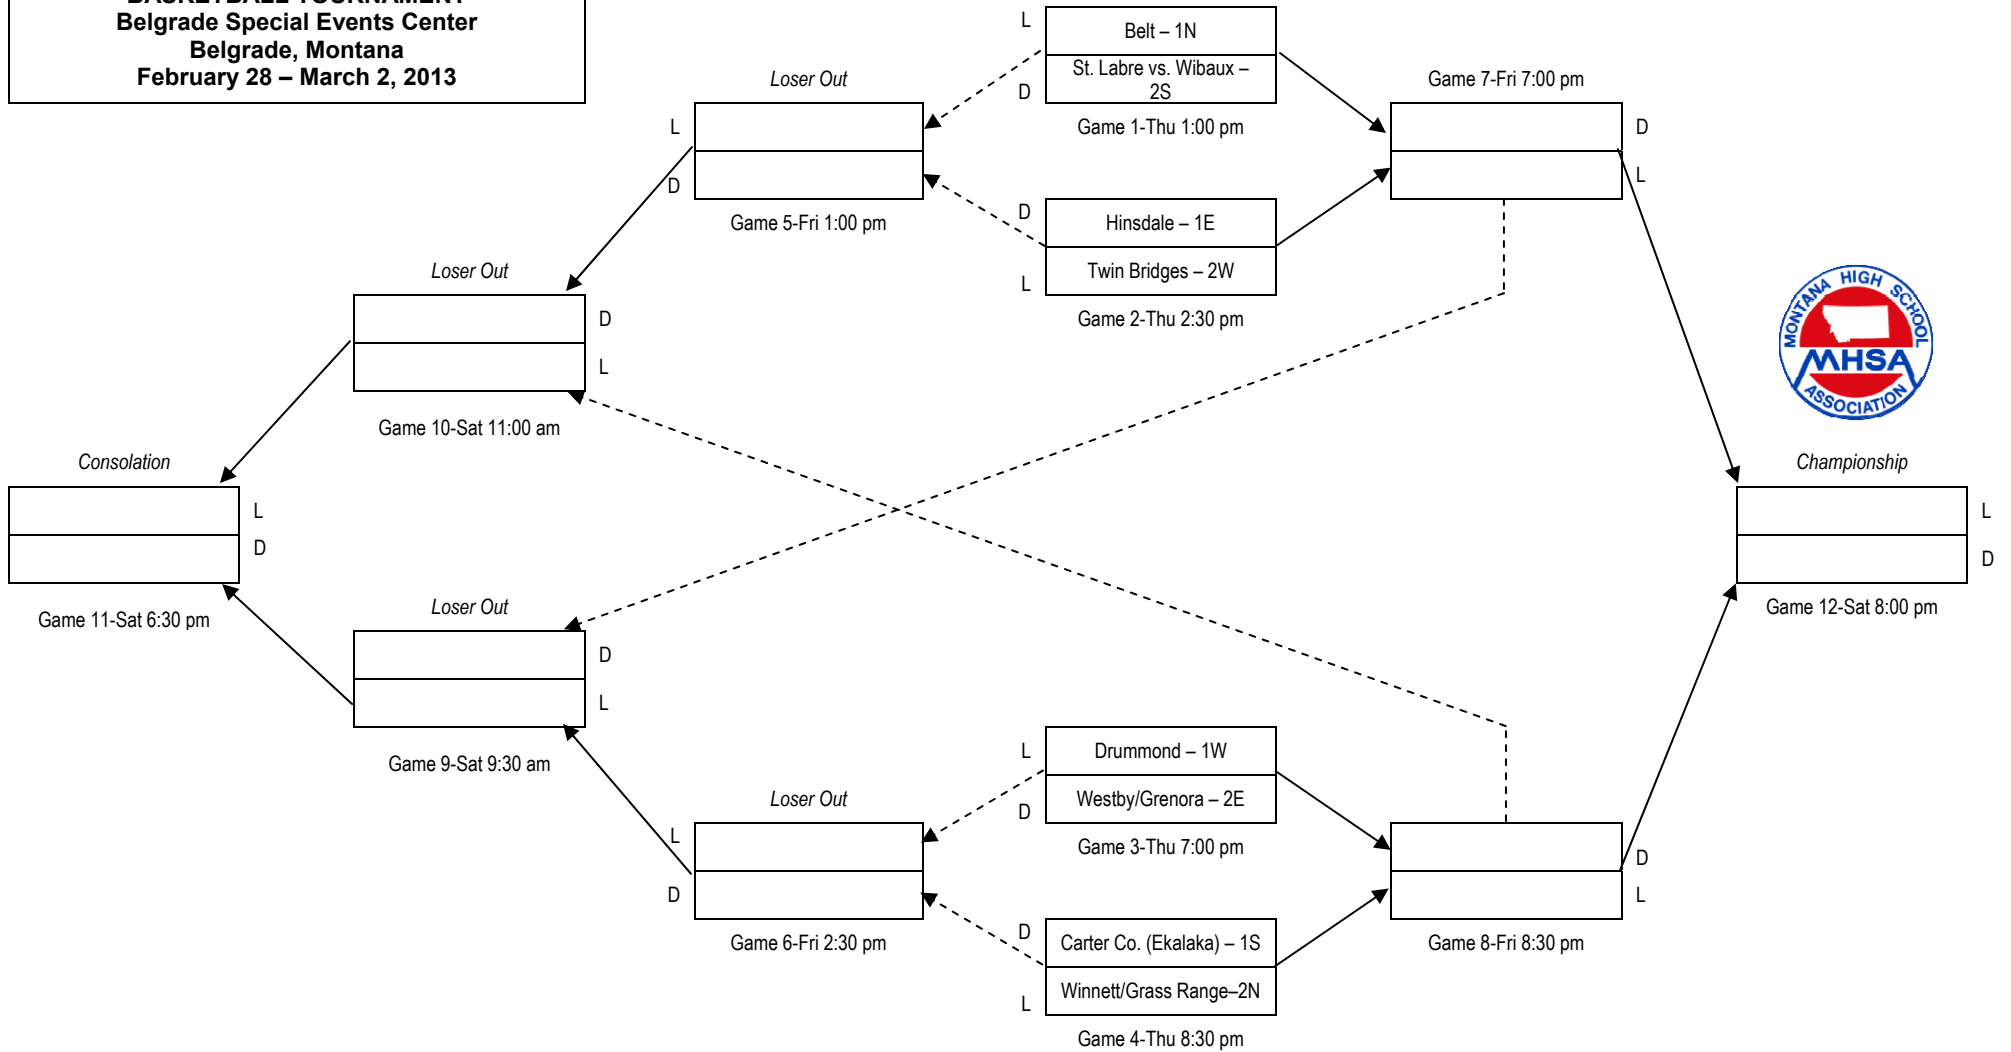 BASKETBALL TOURNAMENT
Belgrade Special Events Center
Belgrade, Montana
February 28 – March 2, 2013
L
Belt – 1N
St. Labre vs. Wibaux –
2S
D
Game 1-Thu 1:00 pm
Loser Out
L
D
Game 5-Fri 1:00 pm
Game 7-Fri 7:00 pm
D
L
D
Hinsdale – 1E
Twin Bridges – 2W
L
Game 2-Thu 2:30 pm
Loser Out
D
L
Game 10-Sat 11:00 am
MONTANA HIGH SCHOOL
MHSA
ASSOCIATION
Consolation
L
D
Game 11-Sat 6:30 pm
Championship
L
D
Game 12-Sat 8:00 pm
Loser Out
D
L
Game 9-Sat 9:30 am
L
Drummond – 1W
Westby/Grenora – 2E
D
Game 3-Thu 7:00 pm
Loser Out
L
D
Game 6-Fri 2:30 pm
D
L
Game 8-Fri 8:30 pm
D
Carter Co. (Ekalaka) – 1S
Winnett/Grass Range–2N
L
Game 4-Thu 8:30 pm